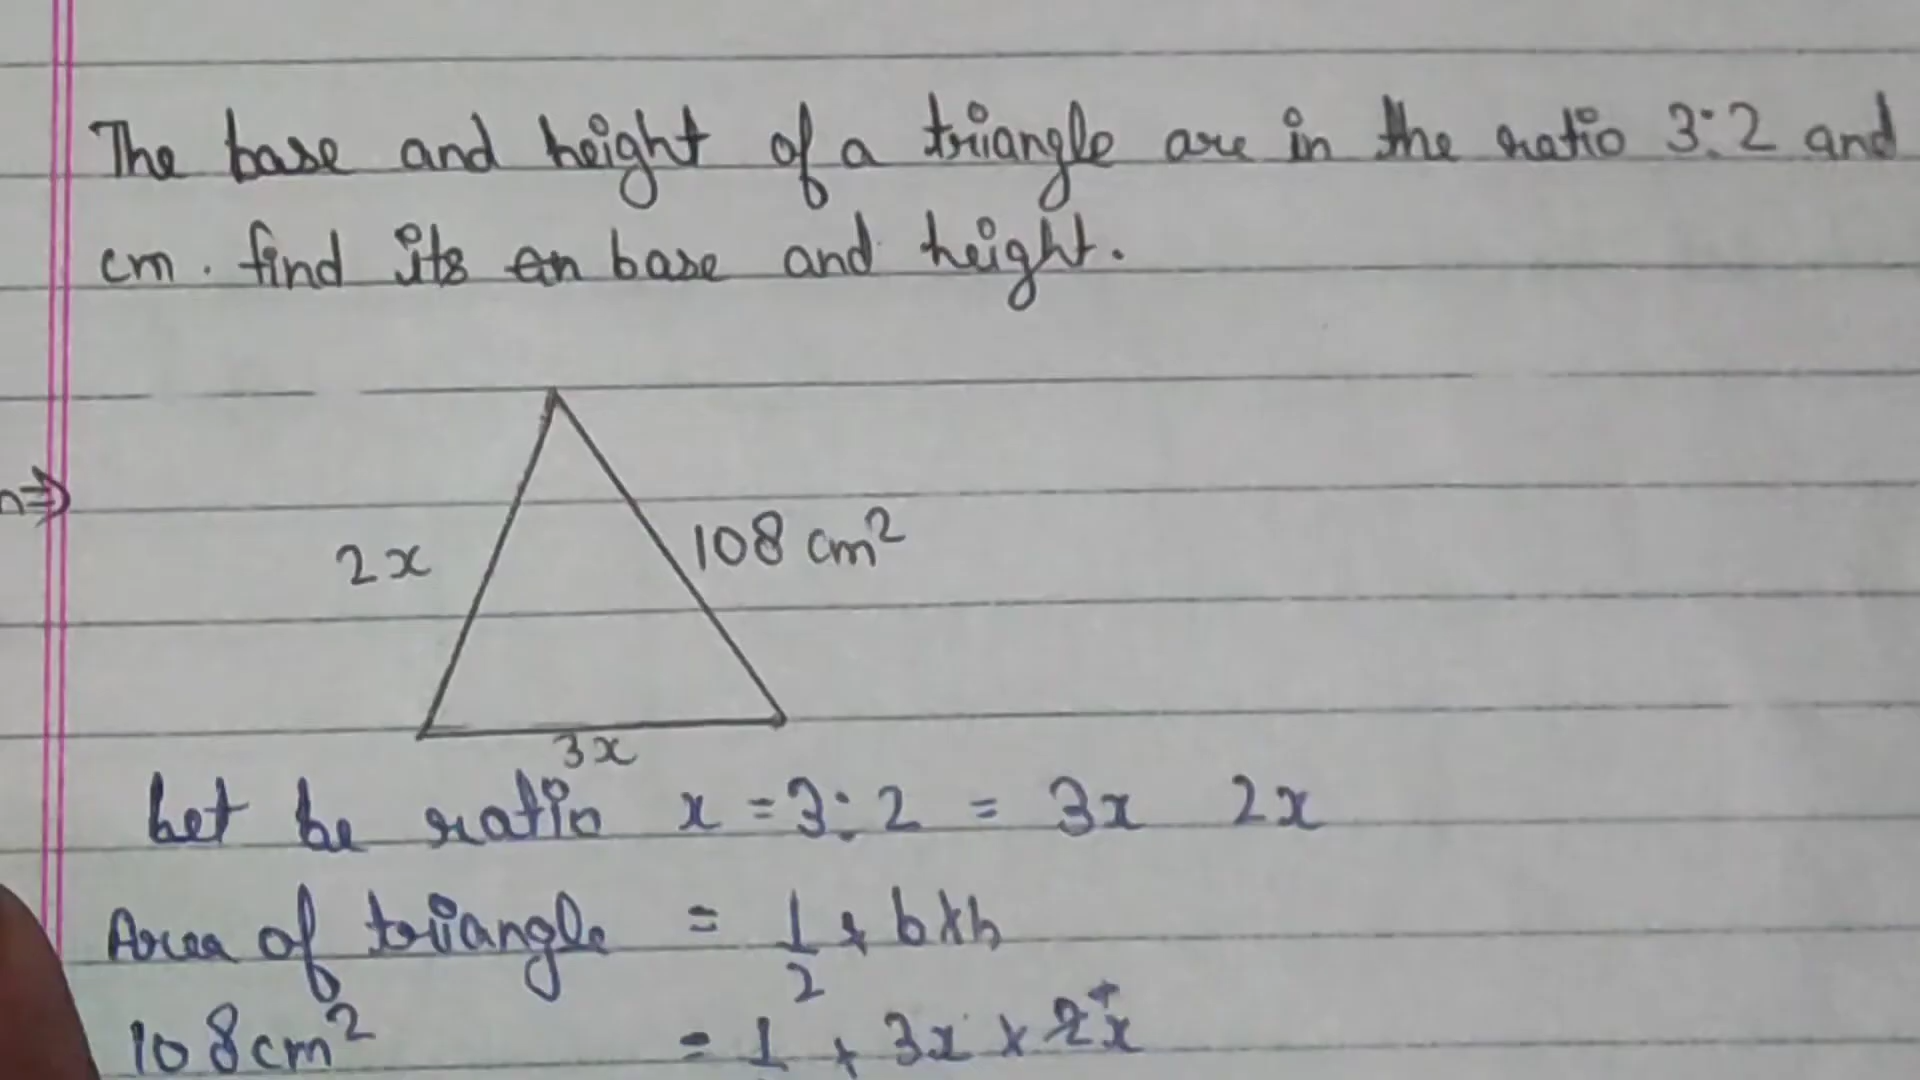 The base and height of a triangle are in the ratio 3:2 and
cm. find its en base and height.
n⇒
2x
108 cm²
3x
Let be ratio x = 3:2 = 3x 2x
Area of triangle = 1/2 × b×h
108cm² = 1 × 3x × 2x